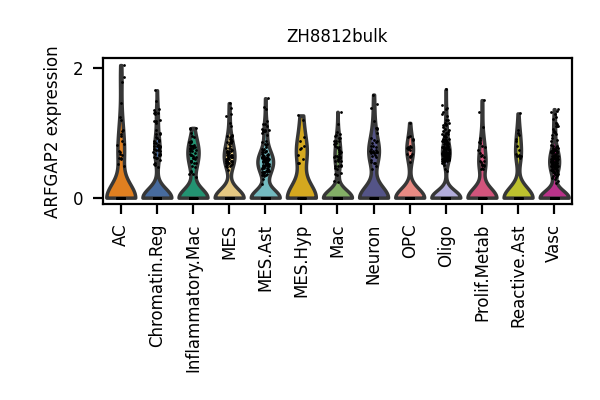 ZH8812bulk
ARFGAP2 expression
2
0
AC
Chromatin.Reg
Inflammatory.Mac
MES
MES.Ast
MES.Hyp
Mac
Neuron
OPC
Oligo
Prolif.Metab
Reactive.Ast
Vasc